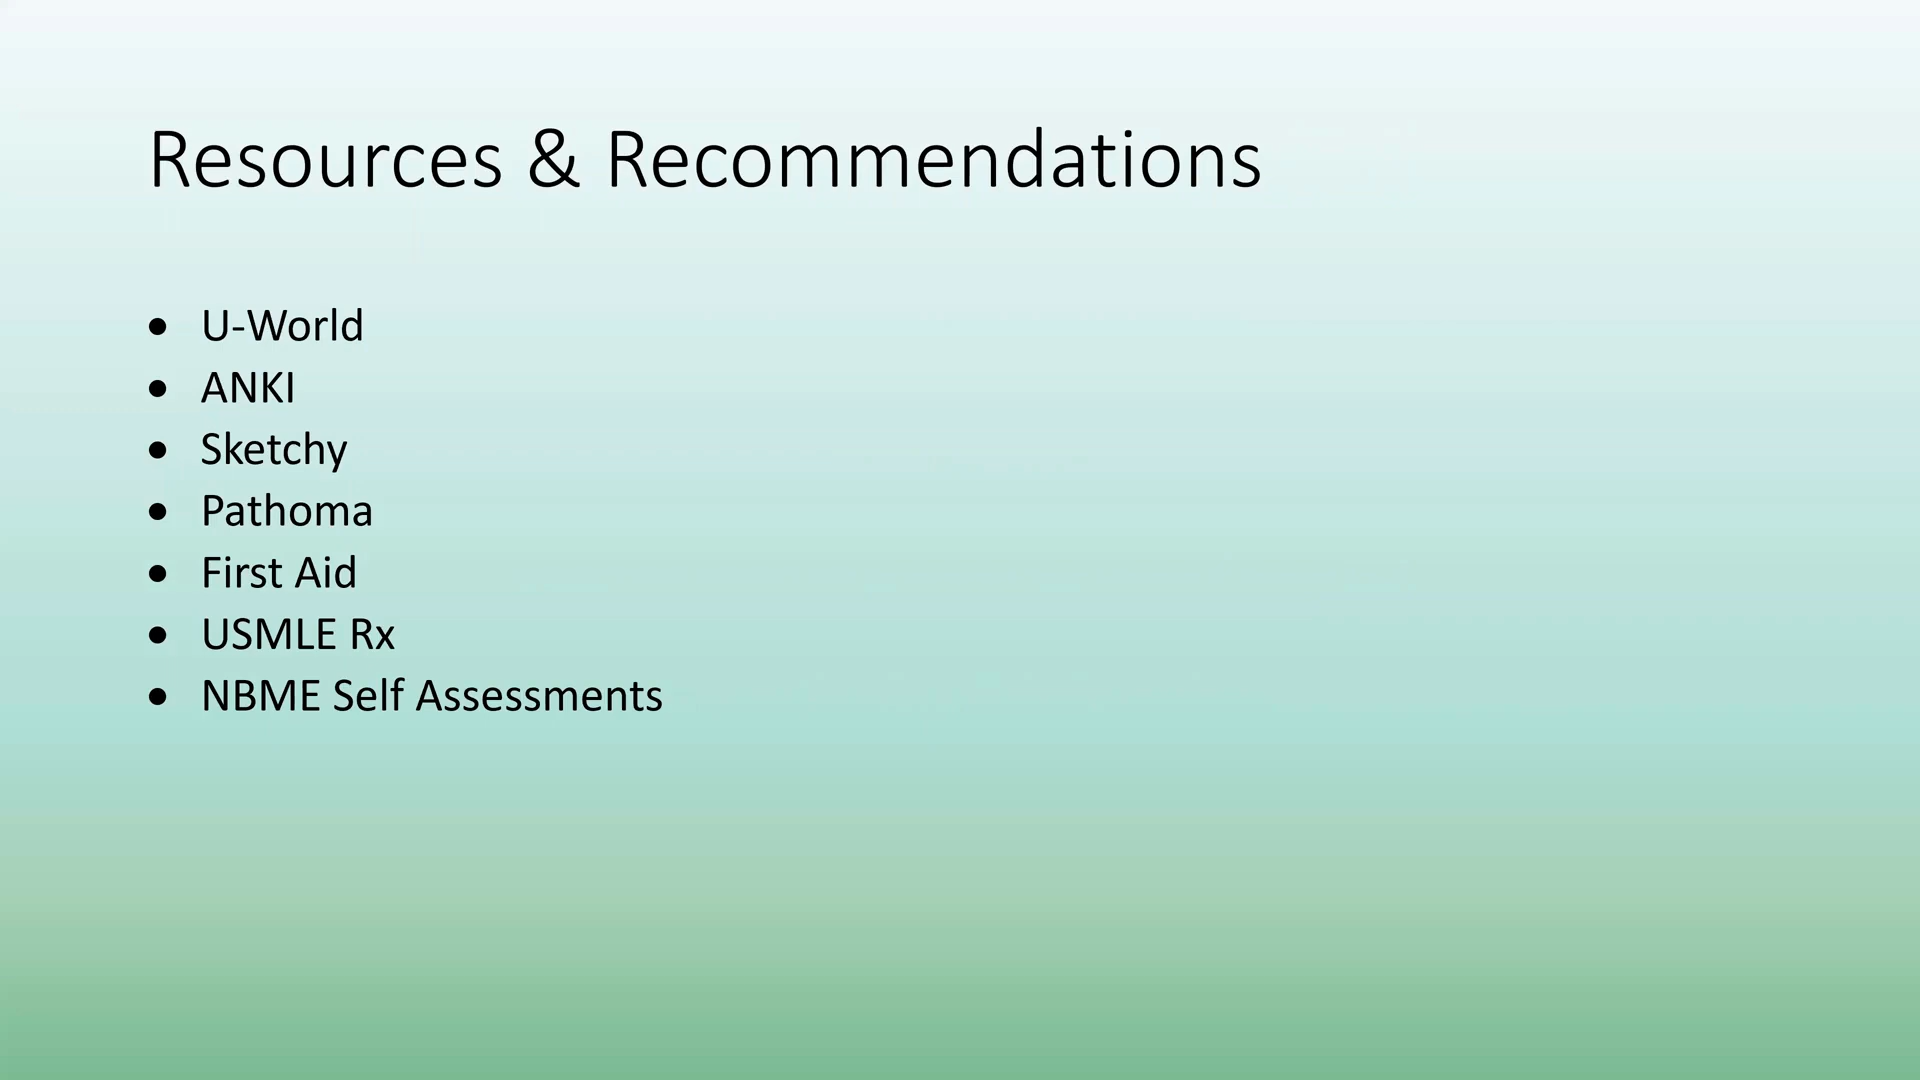 Resources & Recommendations
• U-World
• ANKI
• Sketchy
• Pathoma
• First Aid
• USMLE Rx
• NBME Self Assessments